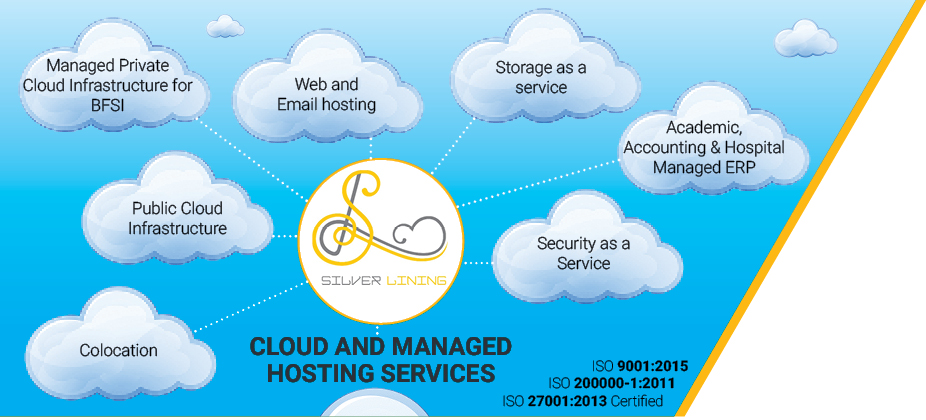 Managed Private
Cloud Infrastructure for
BFSI
Web and
Email hosting
Storage as a
service
Academic,
Accounting & Hospital
Managed ERP
Public Cloud
Infrastructure
Security as a
Service
SILVER LINING
Colocation
CLOUD AND MANAGED
HOSTING SERVICES
ISO 9001:2015
ISO 200000-1:2011
ISO 27001:2013 Certified